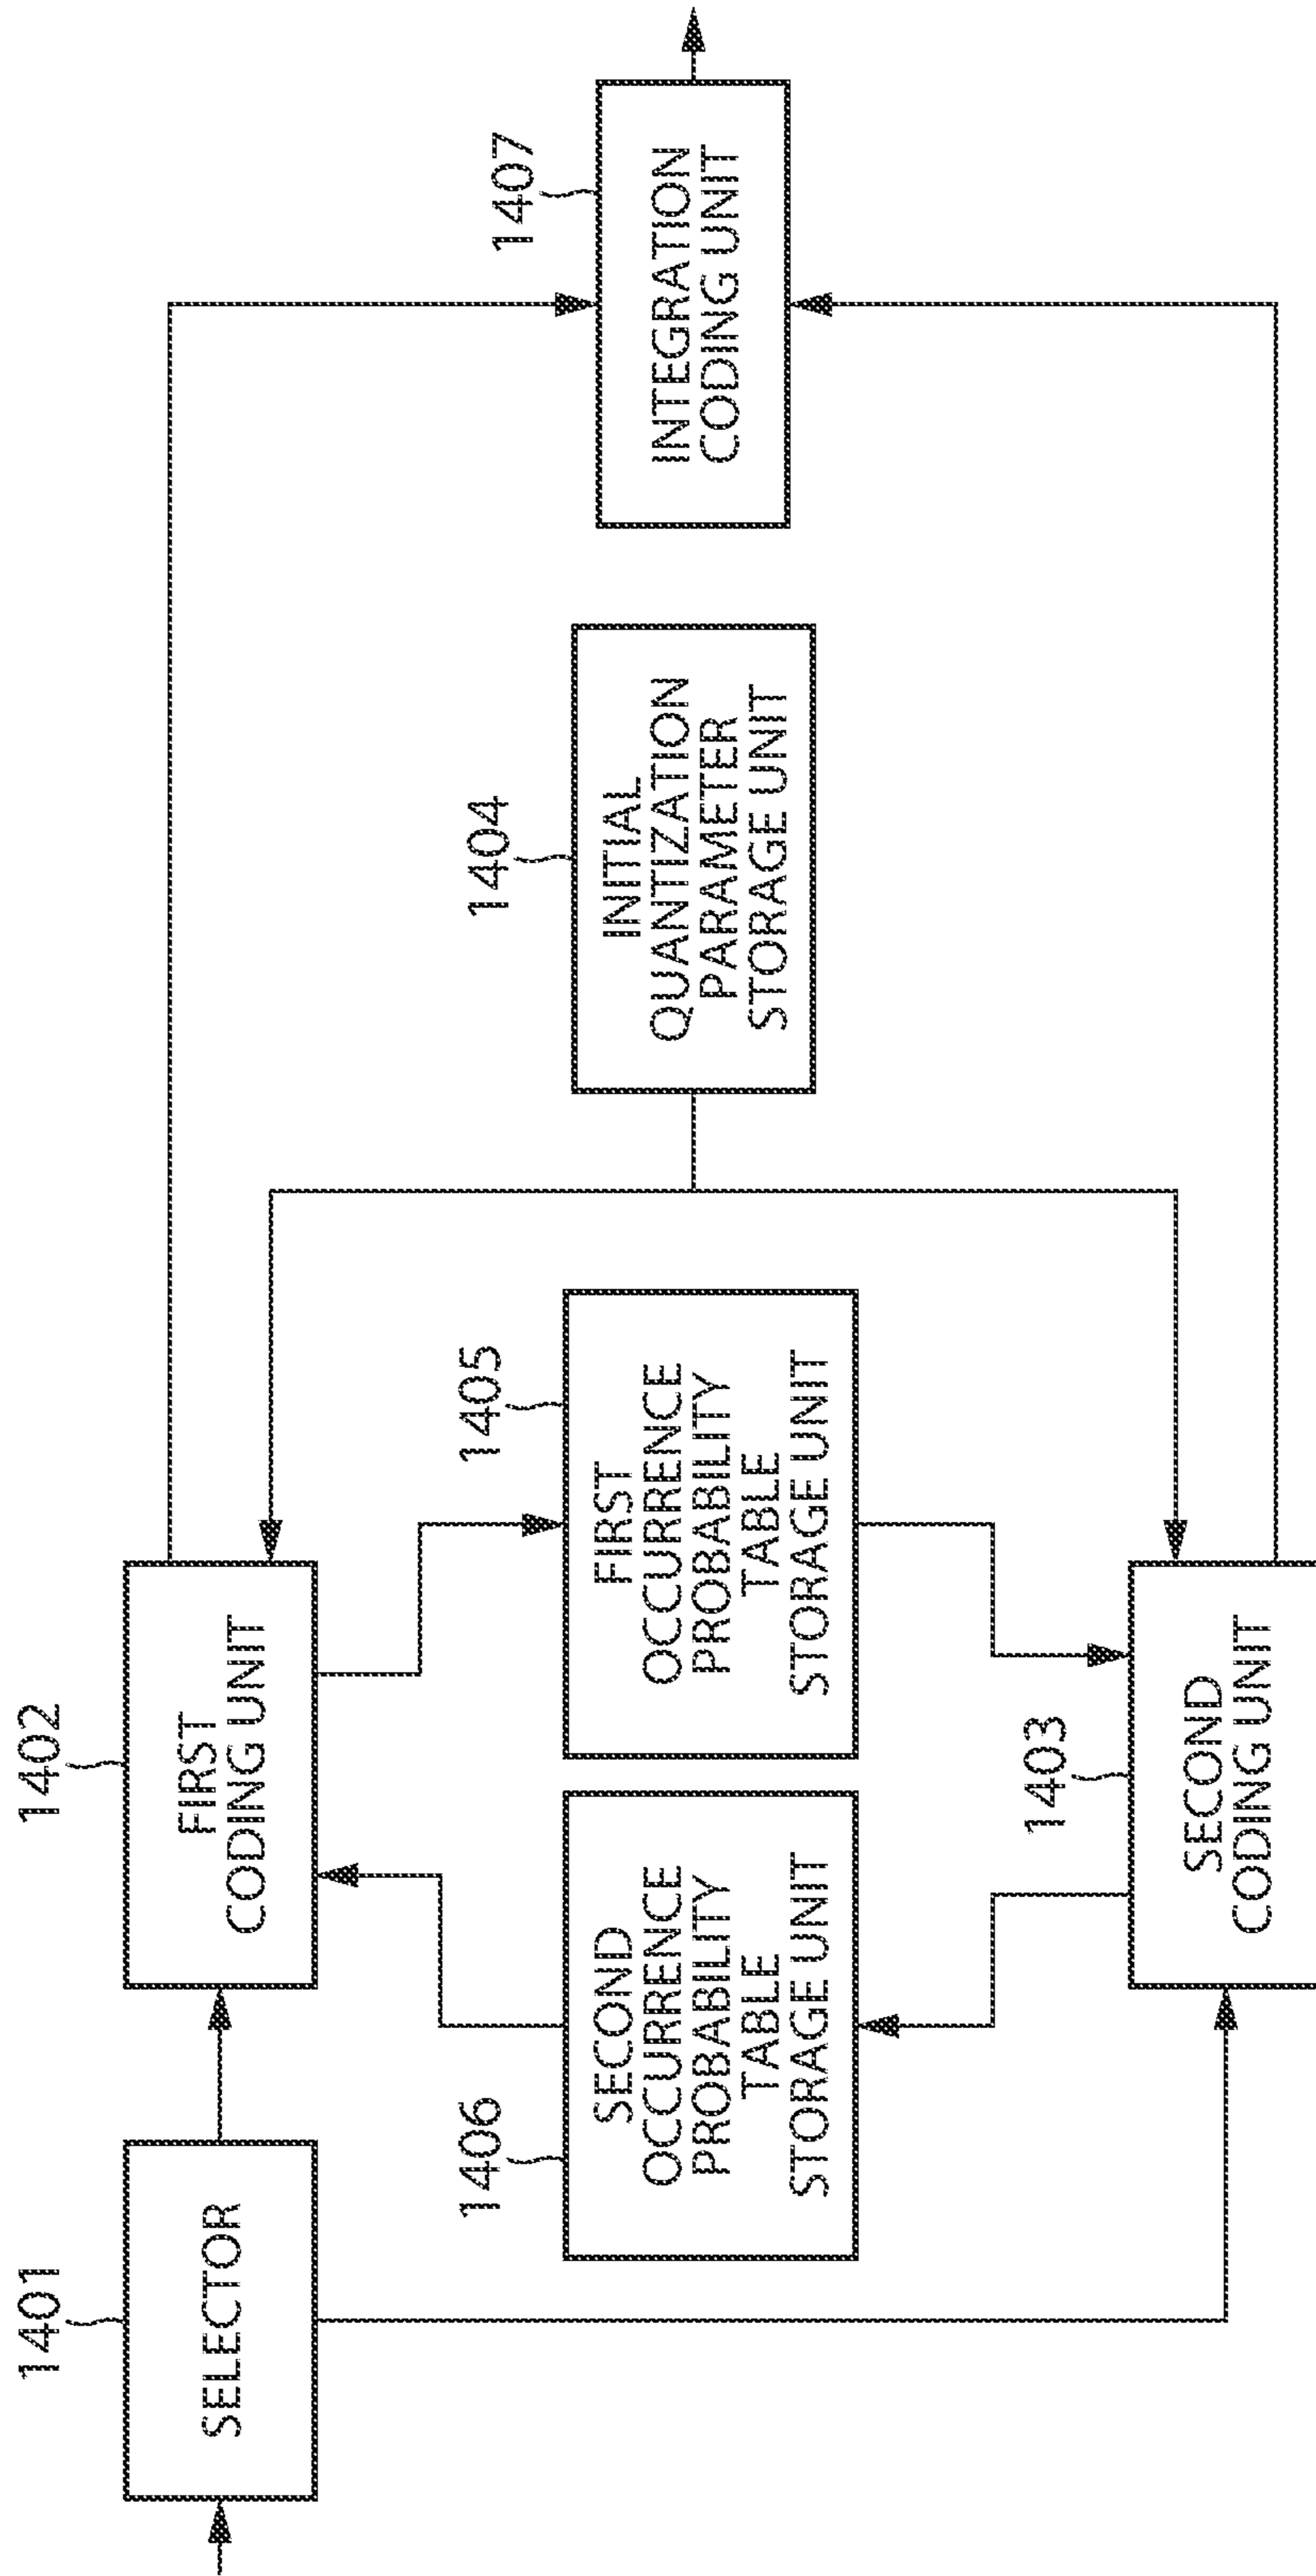 1401
SELECTOR
1402
FIRST
CODING UNIT
1406
SECOND
OCCURRENCE
PROBABILITY
TABLE
STORAGE UNIT
1405
FIRST
OCCURRENCE
PROBABILITY
TABLE
STORAGE UNIT
1403
SECOND
CODING UNIT
1404
INITIAL
QUANTIZATION
PARAMETER
STORAGE UNIT
1407
INTEGRATION
CODING UNIT